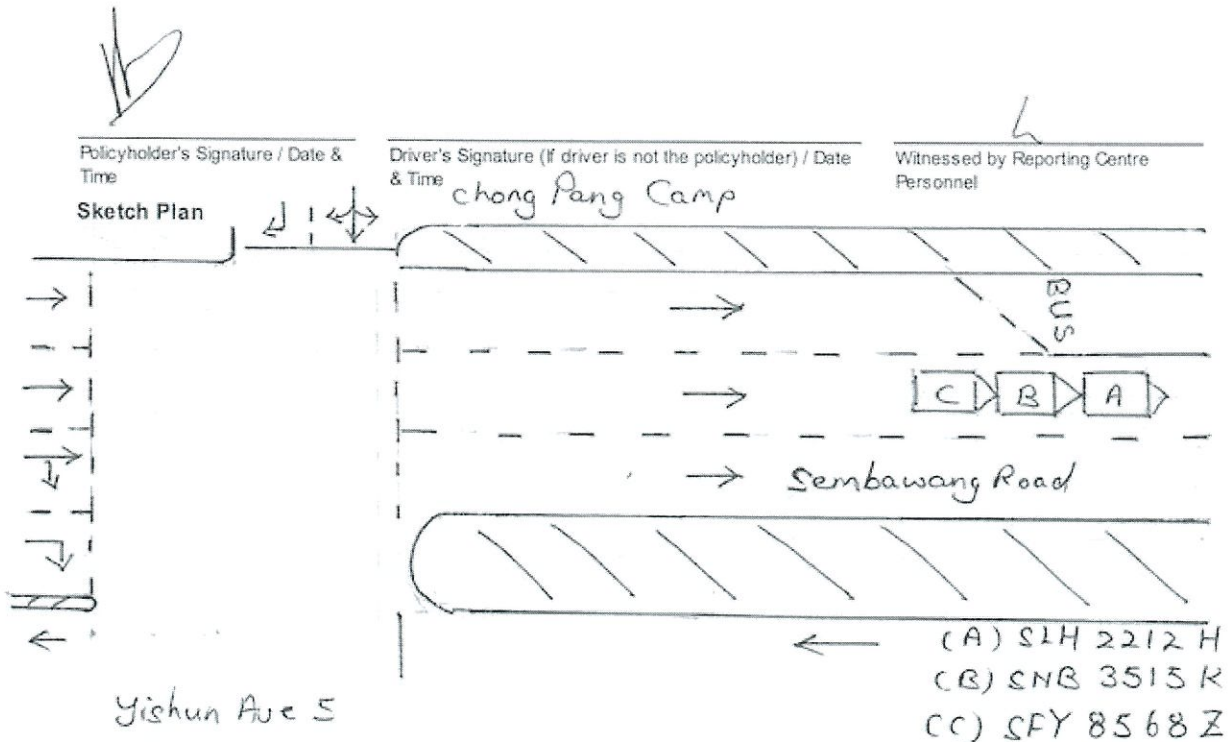 Policyholder's Signature / Date &
Time
Driver's Signature (If driver is not the policyholder) / Date
& Time
Witnessed by Reporting Centre
Personnel
Sketch Plan
Chong Pang Camp
BUS
C B A
Sembawang Road
(A) SLH 2212 H
(B) SNB 3515 K
(C) SFY 8568 Z
Yishun Ave 5